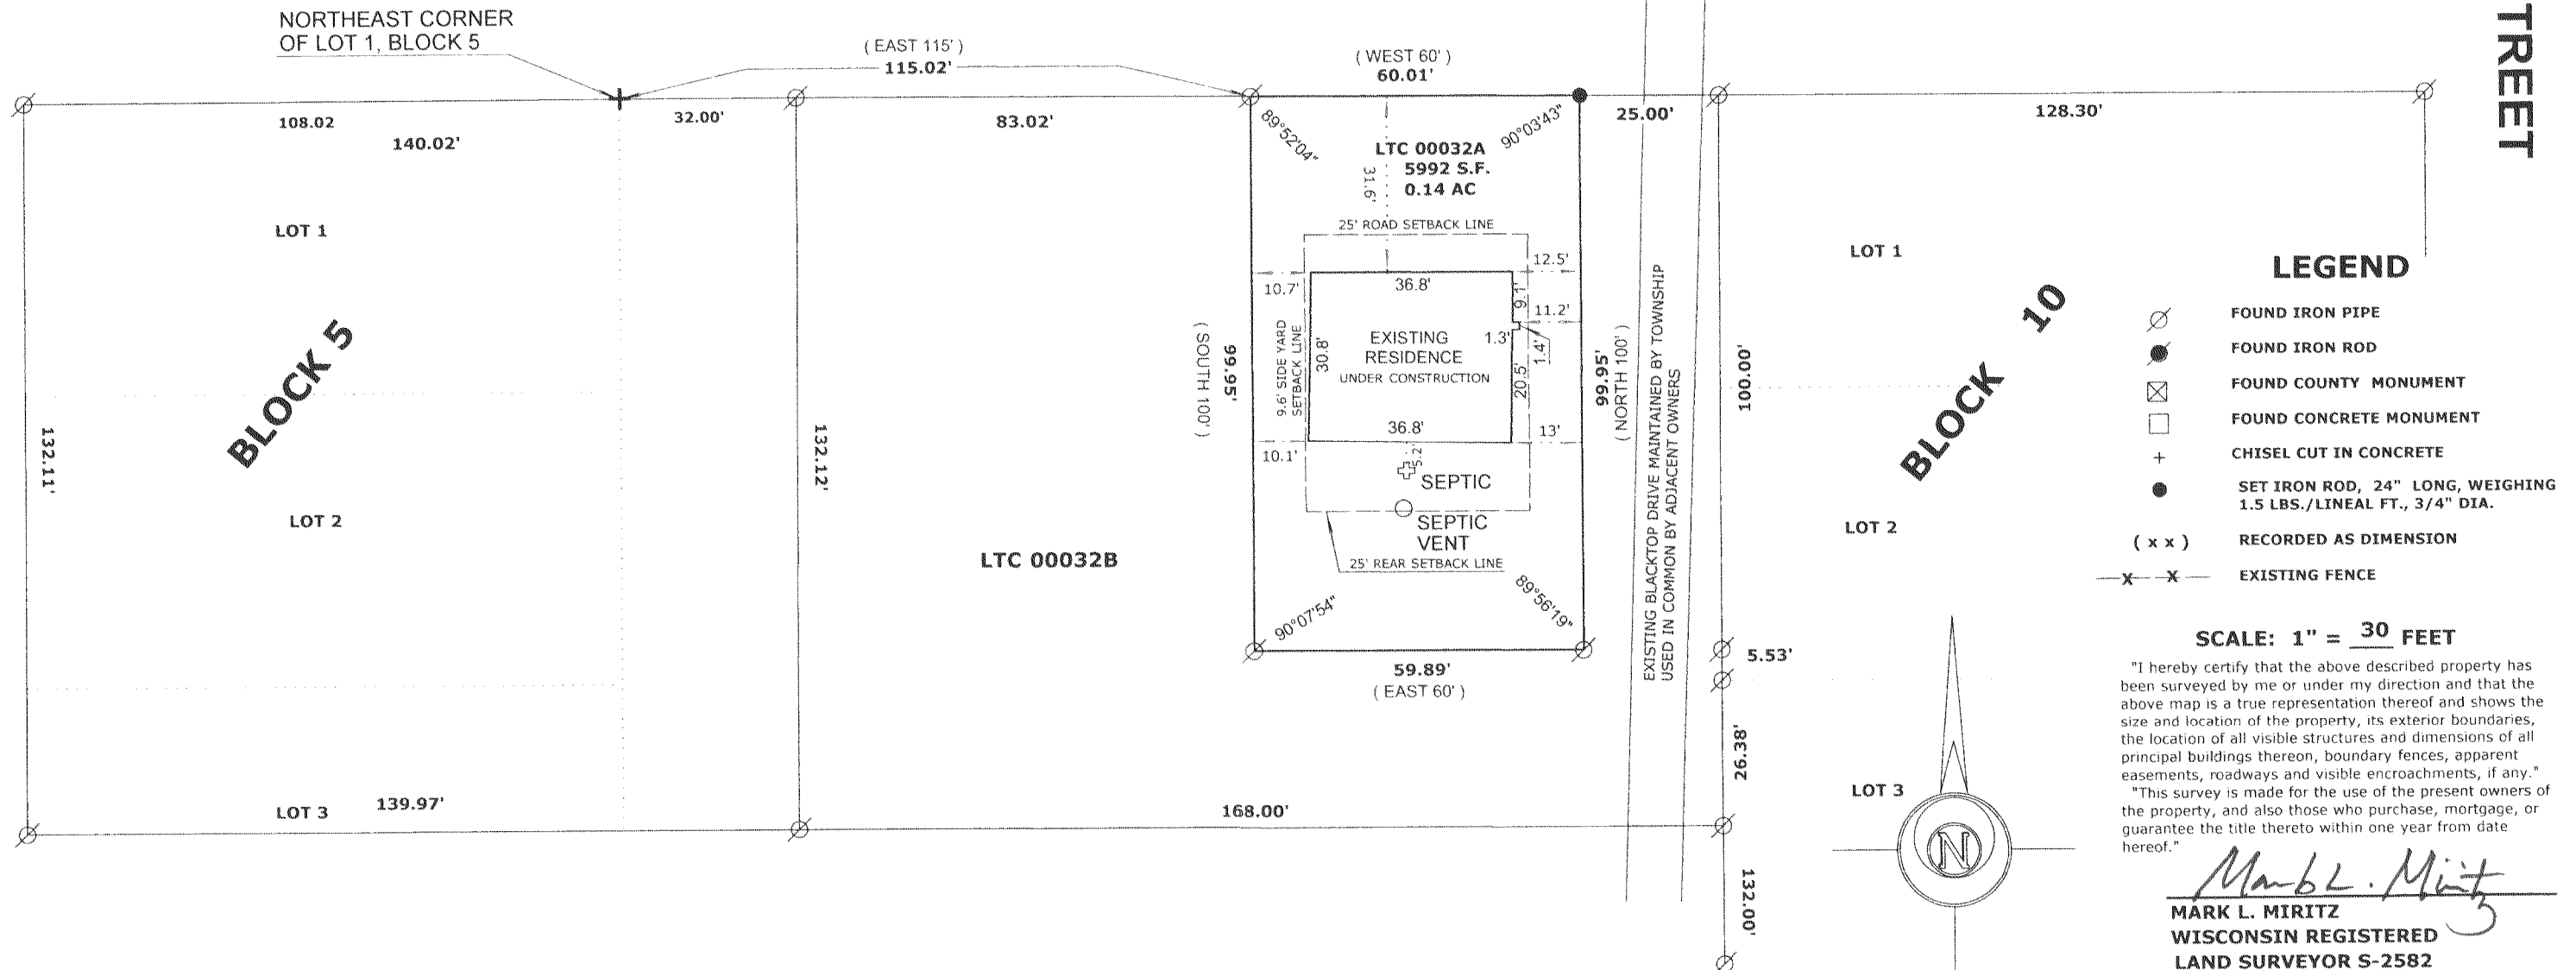 TREET
NORTHEAST CORNER
OF LOT 1, BLOCK 5
( EAST 115' )
115.02'
( WEST 60' )
60.01'
108.02
140.02'
32.00'
83.02'
25.00'
128.30'
89°52'04"
90°03'43"
LTC 00032A
5992 S.F.
0.14 AC
31.6'
25' ROAD SETBACK LINE
LOT 1
BLOCK 5
LOT 2
LOT 3
132.11'
132.12'
139.97'
LTC 00032B
168.00'
( SOUTH 100' )
99.95'
10.7'
36.8'
12.5'
9.1'
11.2'
1.3'
1.4'
9.6' SIDE YARD
SETBACK LINE
30.8'
EXISTING
RESIDENCE
UNDER CONSTRUCTION
20.5'
36.8'
13'
10.1'
5.2'
SEPTIC
SEPTIC
VENT
25' REAR SETBACK LINE
90°07'54"
89°56'19"
59.89'
( EAST 60' )
99.95'
( NORTH 100' )
EXISTING BLACKTOP DRIVE MAINTAINED BY TOWNSHIP
USED IN COMMON BY ADJACENT OWNERS
100.00'
5.53'
26.38'
132.00'
LOT 1
BLOCK 10
LOT 2
LOT 3
N
LEGEND
FOUND IRON PIPE
FOUND IRON ROD
FOUND COUNTY MONUMENT
FOUND CONCRETE MONUMENT
+ CHISEL CUT IN CONCRETE
SET IRON ROD, 24" LONG, WEIGHING
1.5 LBS./LINEAL FT., 3/4" DIA.
( x x ) RECORDED AS DIMENSION
x x EXISTING FENCE
SCALE: 1" = 30 FEET
"I hereby certify that the above described property has
been surveyed by me or under my direction and that the
above map is a true representation thereof and shows the
size and location of the property, its exterior boundaries,
the location of all visible structures and dimensions of all
principal buildings thereon, boundary fences, apparent
easements, roadways and visible encroachments, if any."
"This survey is made for the use of the present owners of
the property, and also those who purchase, mortgage, or
guarantee the title thereto within one year from date
hereof."
Mark L. Miritz
MARK L. MIRITZ
WISCONSIN REGISTERED
LAND SURVEYOR S-2582